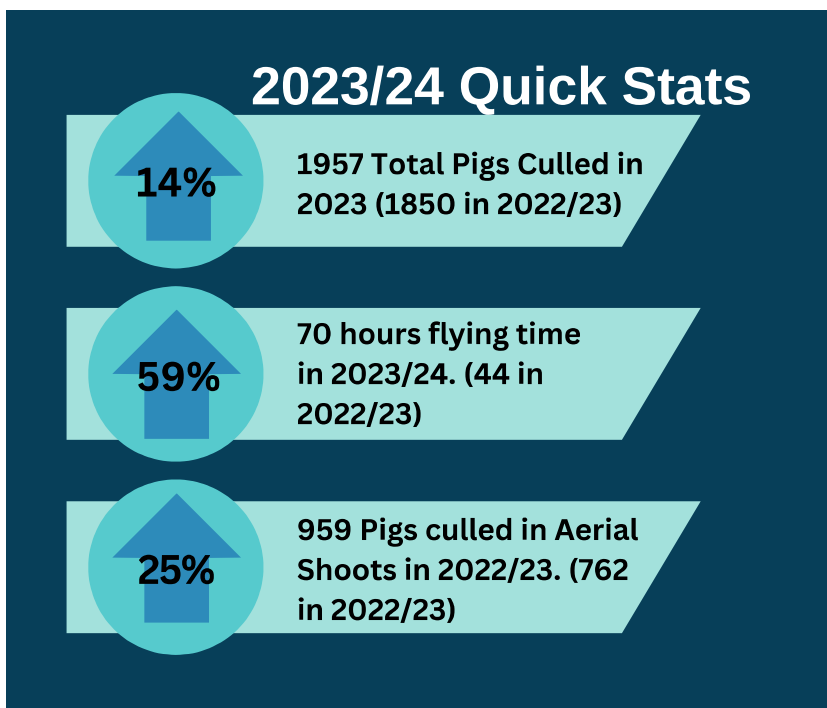 2023/24 Quick Stats
14%
1957 Total Pigs Culled in
2023 (1850 in 2022/23)
59%
70 hours flying time
in 2023/24. (44 in
2022/23)
25%
959 Pigs culled in Aerial
Shoots in 2022/23. (762
in 2022/23)